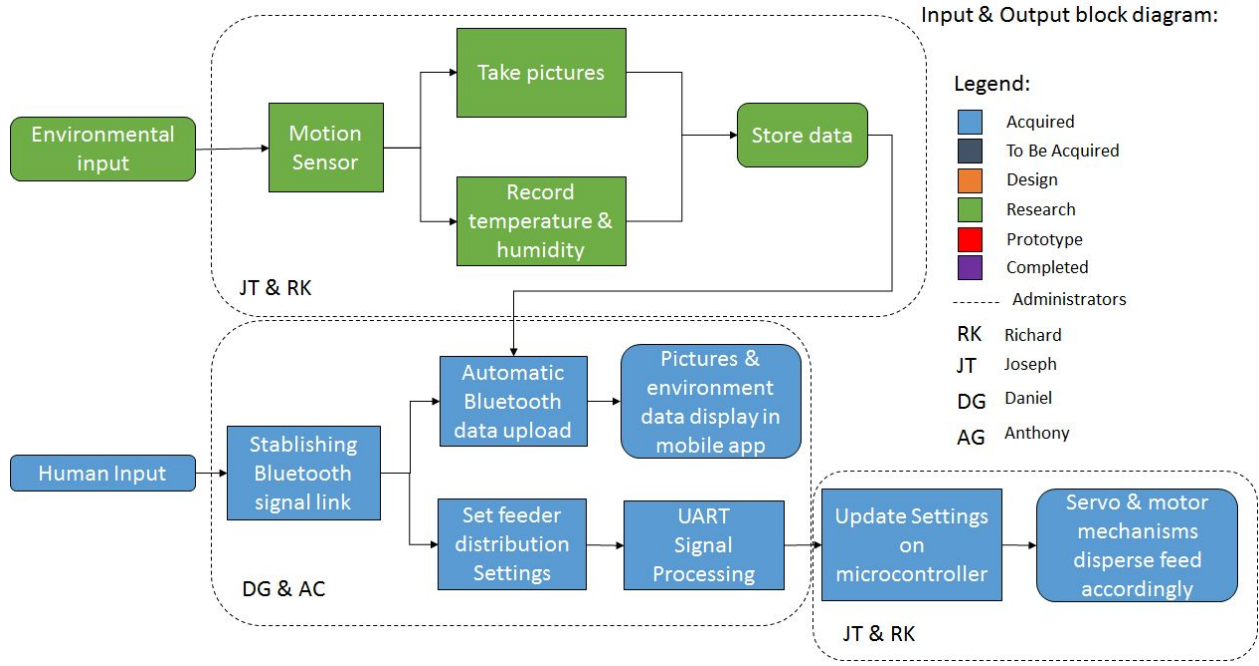 Input & Output block diagram:
Take pictures
Environmental
input
Motion
Sensor
Store data
Record
temperature &
humidity
JT & RK
Legend:
Acquired
To Be Acquired
Design
Research
Prototype
Completed
Administrators
RK Richard
JT Joseph
DG Daniel
AG Anthony
Human Input
Stablishing
Bluetooth
signal link
Automatic
Bluetooth
data upload
Pictures &
environment
data display in
mobile app
Set feeder
distribution
Settings
UART
Signal
Processing
DG & AC
Update Settings
on
microcontroller
Servo & motor
mechanisms
disperse feed
accordingly
JT & RK